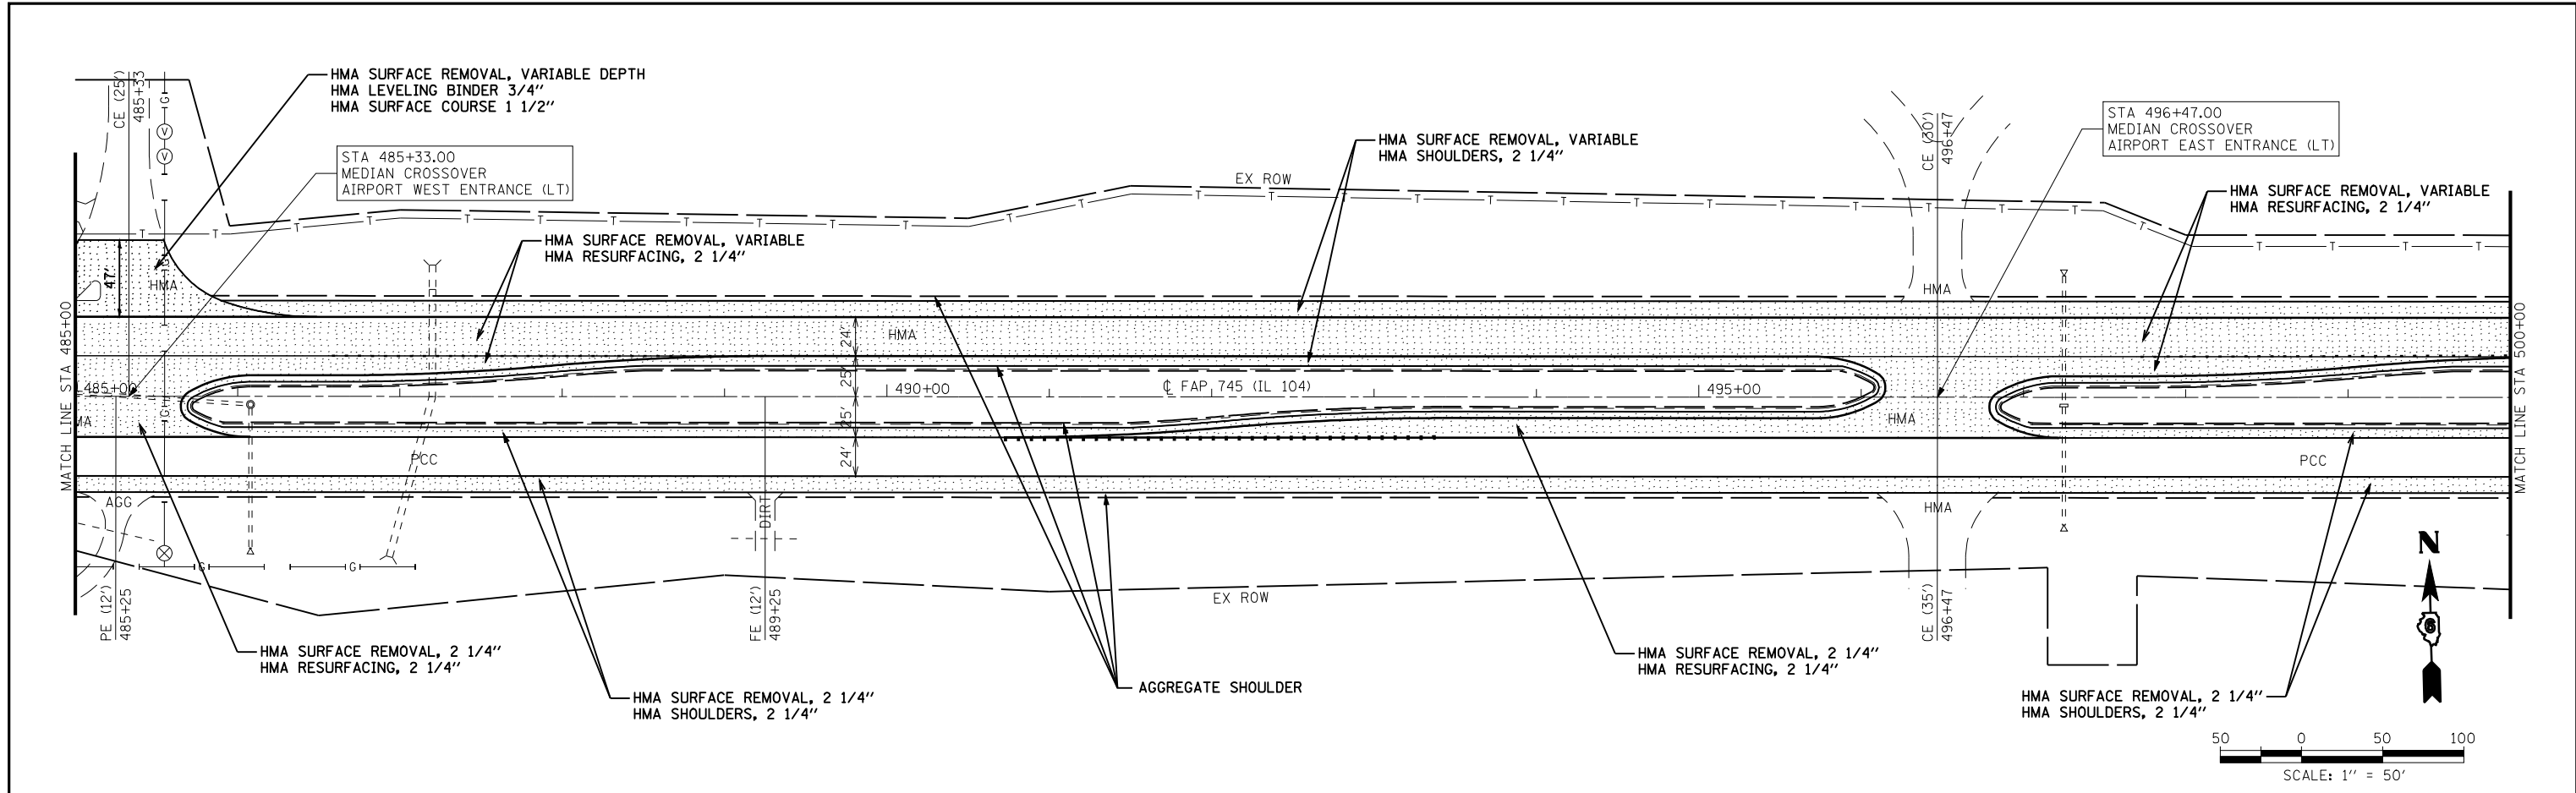 HMA SURFACE REMOVAL, VARIABLE DEPTH
HMA LEVELING BINDER 3/4"
HMA SURFACE COURSE 1 1/2"
CE (25')
485+33
G
V
V
STA 485+33.00
MEDIAN CROSSOVER
AIRPORT WEST ENTRANCE (LT)
HMA SURFACE REMOVAL, VARIABLE
HMA SHOULDERS, 2 1/4"
CE (30')
496+47
STA 496+47.00
MEDIAN CROSSOVER
AIRPORT EAST ENTRANCE (LT)
EX ROW
HMA SURFACE REMOVAL, VARIABLE
HMA RESURFACING, 2 1/4"
T T T T T T T T T T T T T T T T T T T T T T T T T T T T
HMA SURFACE REMOVAL, VARIABLE
HMA RESURFACING, 2 1/4"
47'
G
HMA
HMA
MATCH LINE STA 485+00
24'
HMA
MATCH LINE STA 500+00
485+00
25'
490+00
℄ FAP 745 (IL 104)
495+00
G
25'
HMA
24'
PCC
PCC
AGG
DIRT
HMA
G
G
N
PE (12')
485+25
FE (12')
489+25
EX ROW
CE (35')
496+47
6
HMA SURFACE REMOVAL, 2 1/4"
HMA RESURFACING, 2 1/4"
HMA SURFACE REMOVAL, 2 1/4"
HMA SHOULDERS, 2 1/4"
AGGREGATE SHOULDER
HMA SURFACE REMOVAL, 2 1/4"
HMA RESURFACING, 2 1/4"
HMA SURFACE REMOVAL, 2 1/4"
HMA SHOULDERS, 2 1/4"
50 0 50 100
SCALE: 1" = 50'